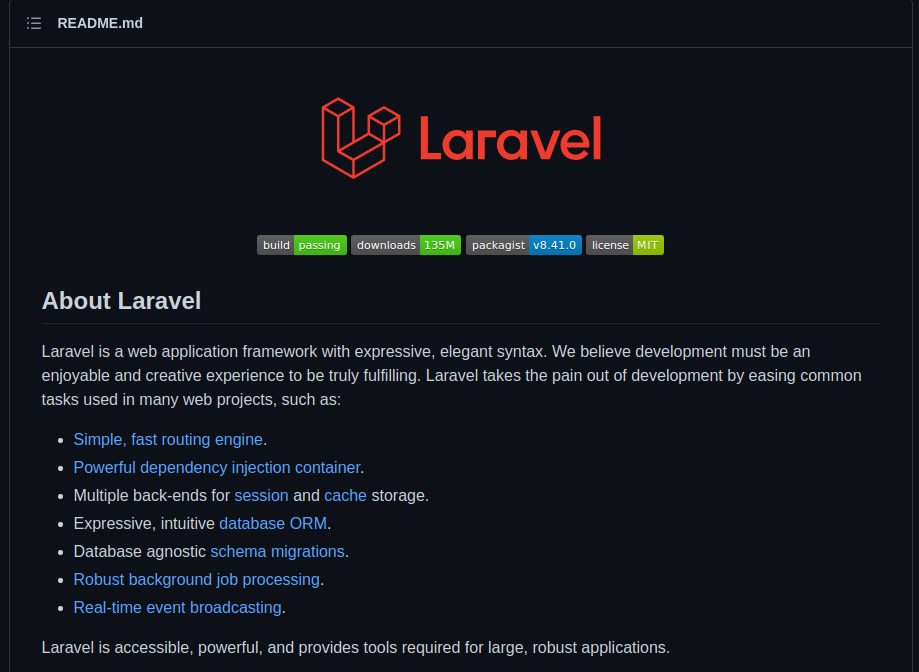 README.md
Laravel
build passing downloads 135M packagist v8.41.0 license MIT
About Laravel
Laravel is a web application framework with expressive, elegant syntax. We believe development must be an
enjoyable and creative experience to be truly fulfilling. Laravel takes the pain out of development by easing common
tasks used in many web projects, such as:
• Simple, fast routing engine.
• Powerful dependency injection container.
• Multiple back-ends for session and cache storage.
• Expressive, intuitive database ORM.
• Database agnostic schema migrations.
• Robust background job processing.
• Real-time event broadcasting.
Laravel is accessible, powerful, and provides tools required for large, robust applications.